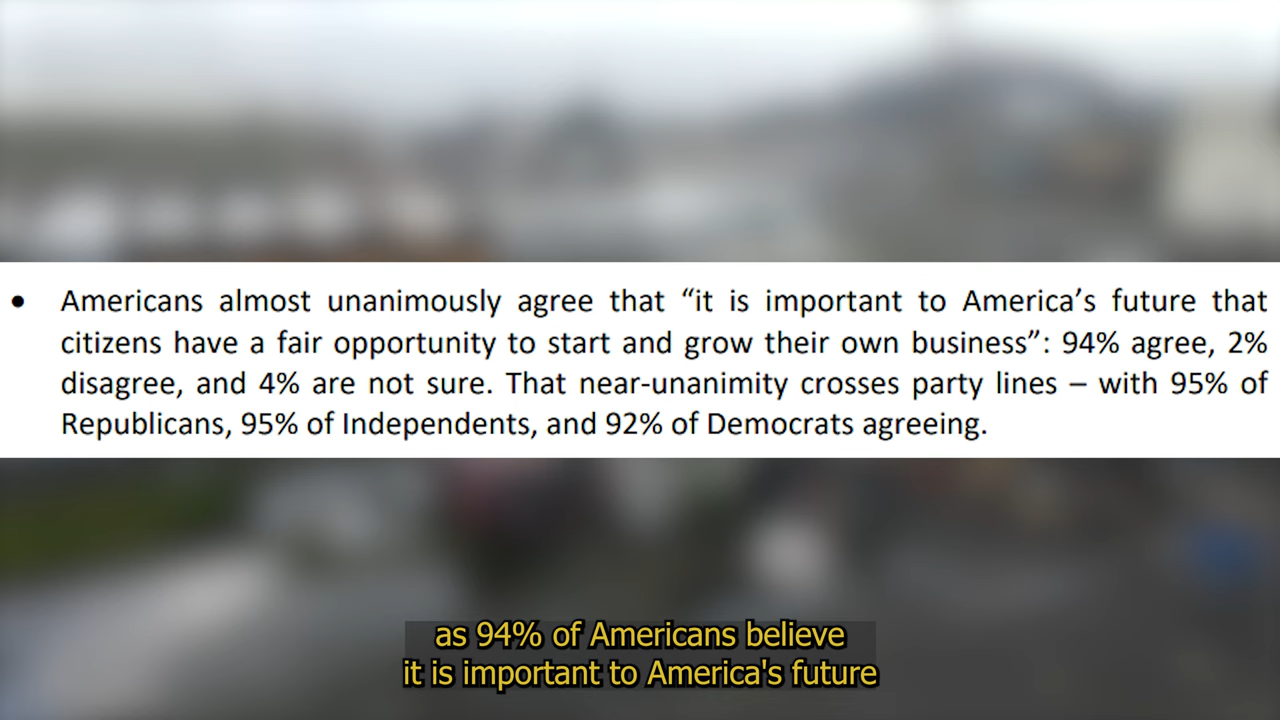 • Americans almost unanimously agree that “it is important to America’s future that
citizens have a fair opportunity to start and grow their own business”: 94% agree, 2%
disagree, and 4% are not sure. That near-unanimity crosses party lines – with 95% of
Republicans, 95% of Independents, and 92% of Democrats agreeing.
as 94% of Americans believe
it is important to America's future